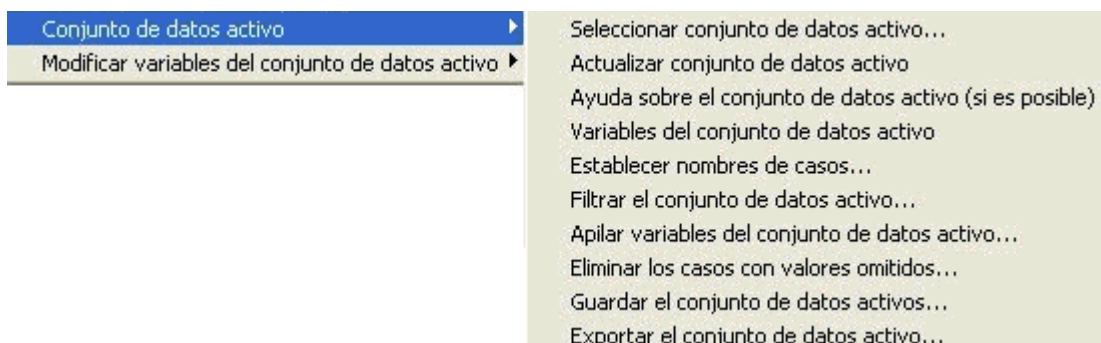 Conjunto de datos activo
Modificar variables del conjunto de datos activo
Seleccionar conjunto de datos activo...
Actualizar conjunto de datos activo
Ayuda sobre el conjunto de datos activo (si es posible)
Variables del conjunto de datos activo
Establecer nombres de casos...
Filtrar el conjunto de datos activo...
Apilar variables del conjunto de datos activo...
Eliminar los casos con valores omitidos...
Guardar el conjunto de datos activos...
Exportar el conjunto de datos activo...